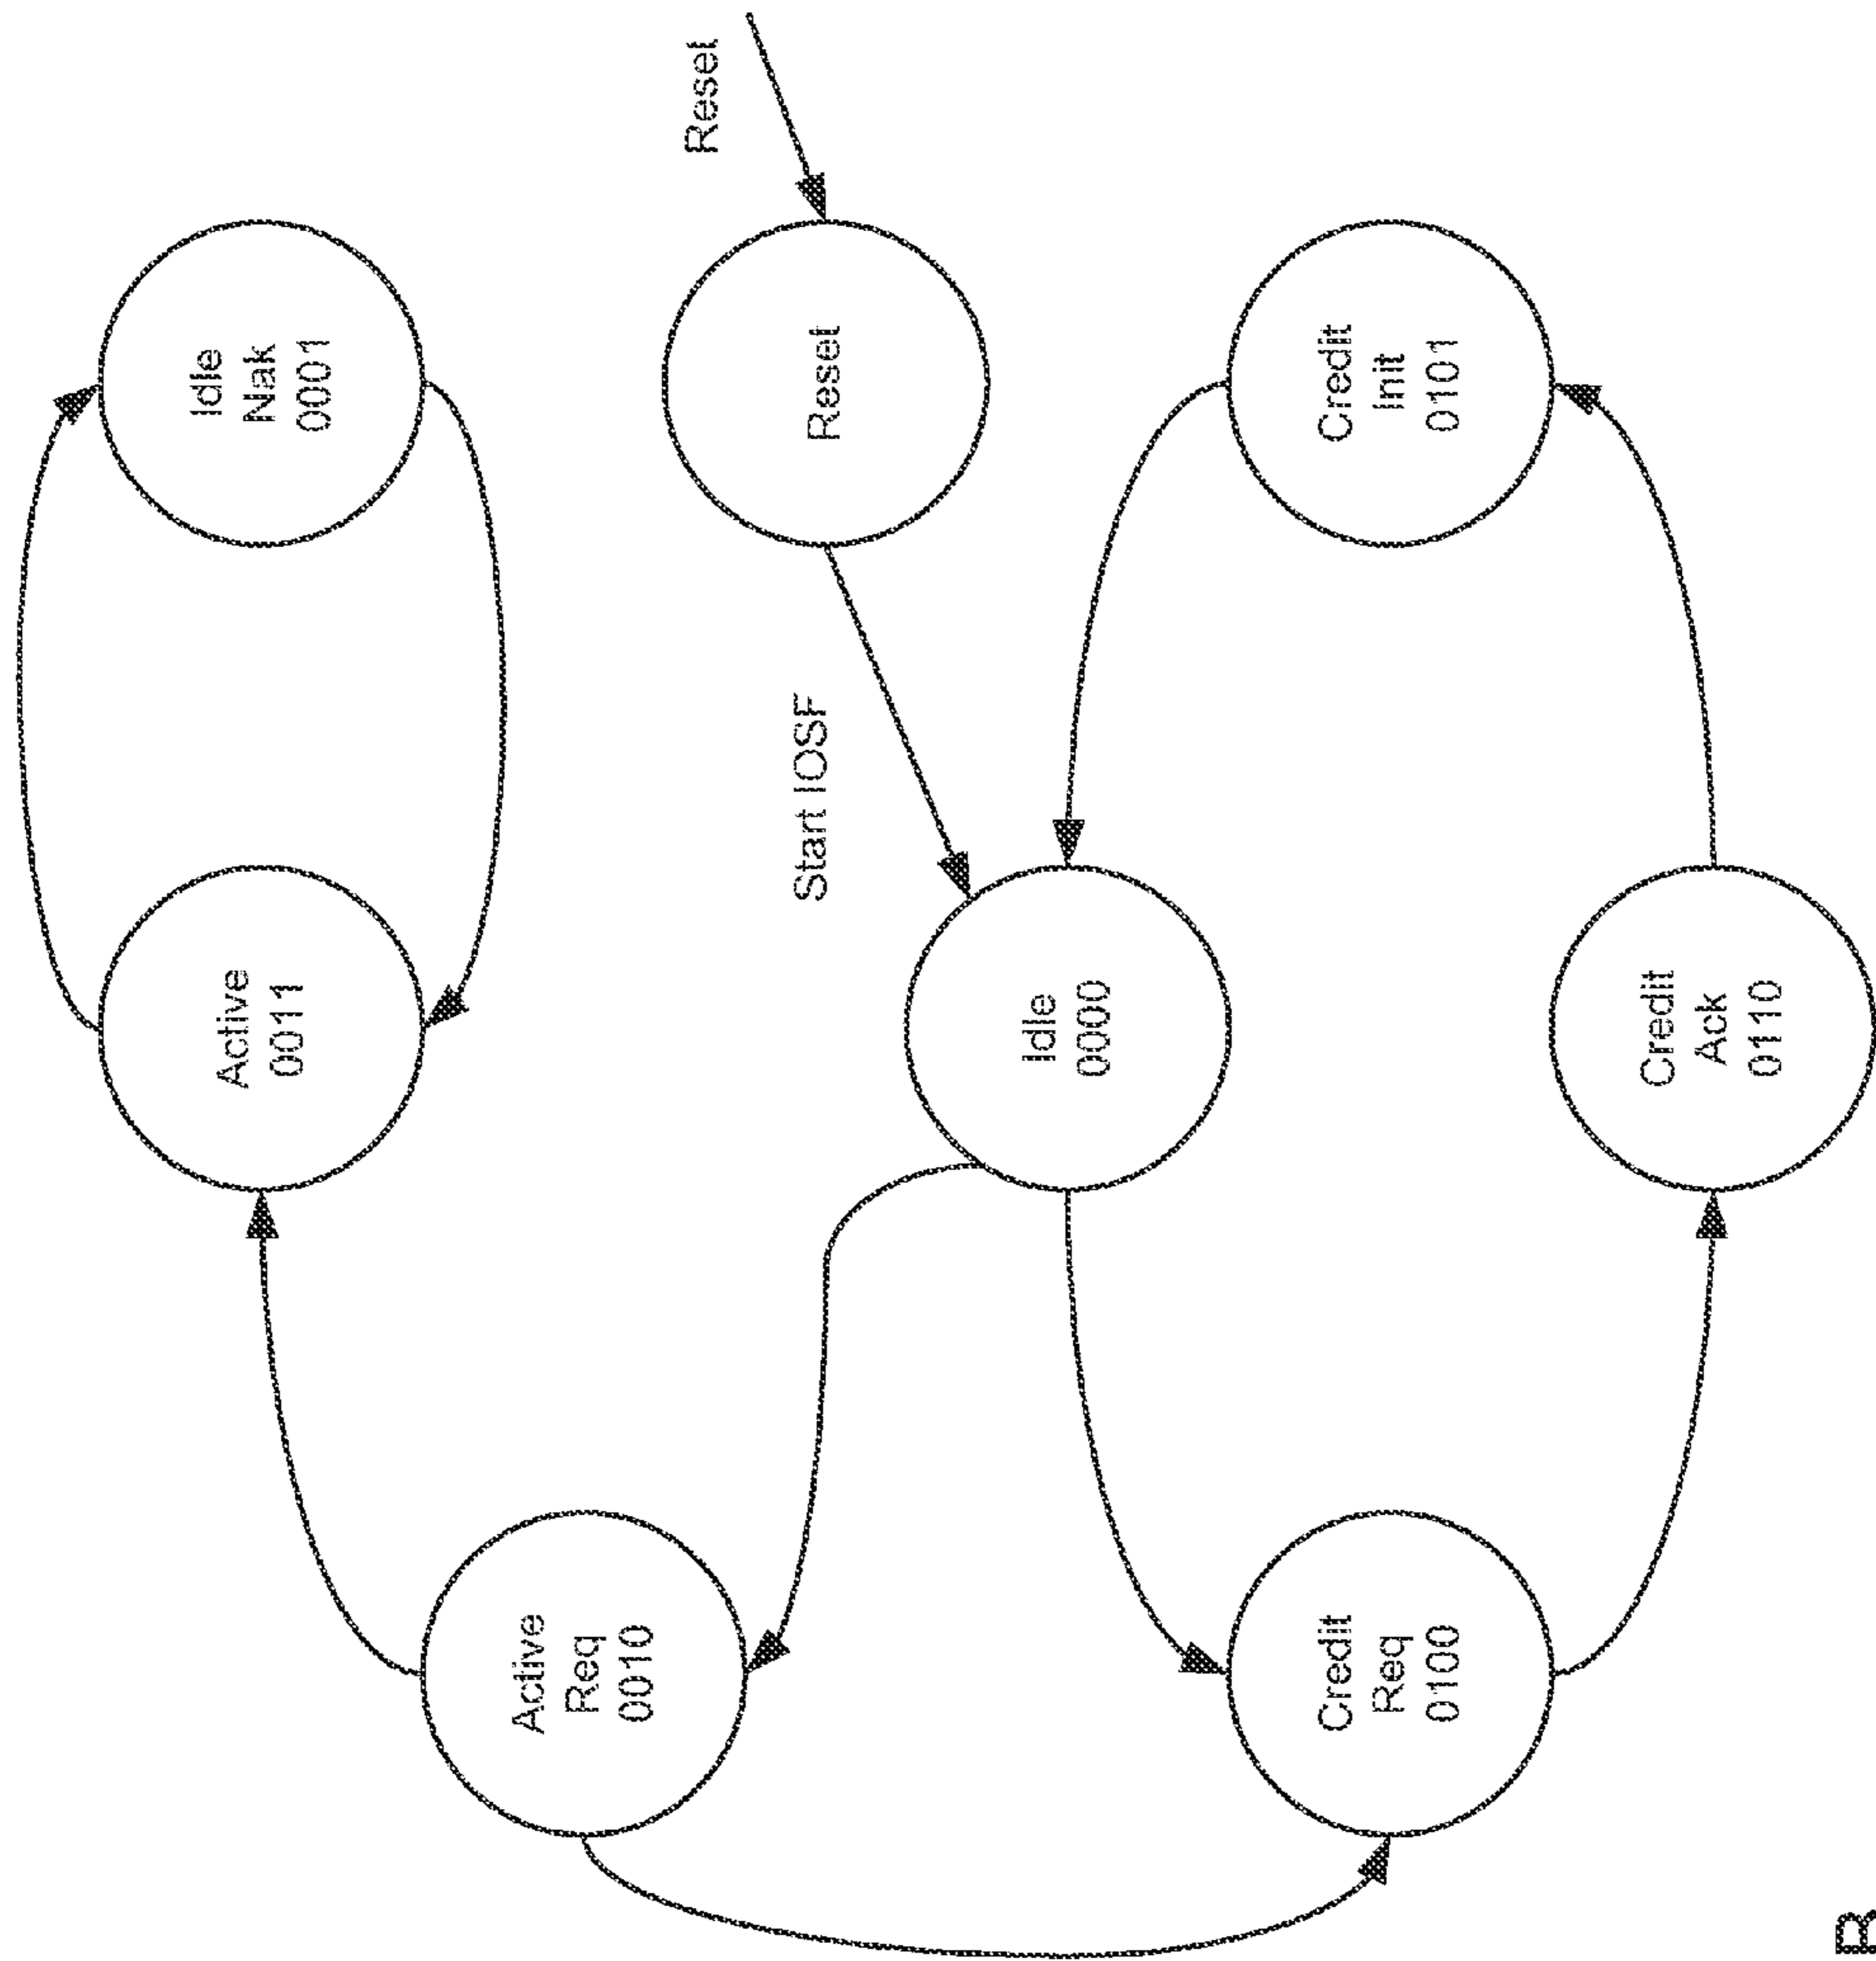 Active
0011
Idle
Nak
0001
Active
Req
0010
Reset
Start IOSF
Reset
Idle
0000
Credit
Req
0100
Credit
Init
0101
Credit
Ack
0110